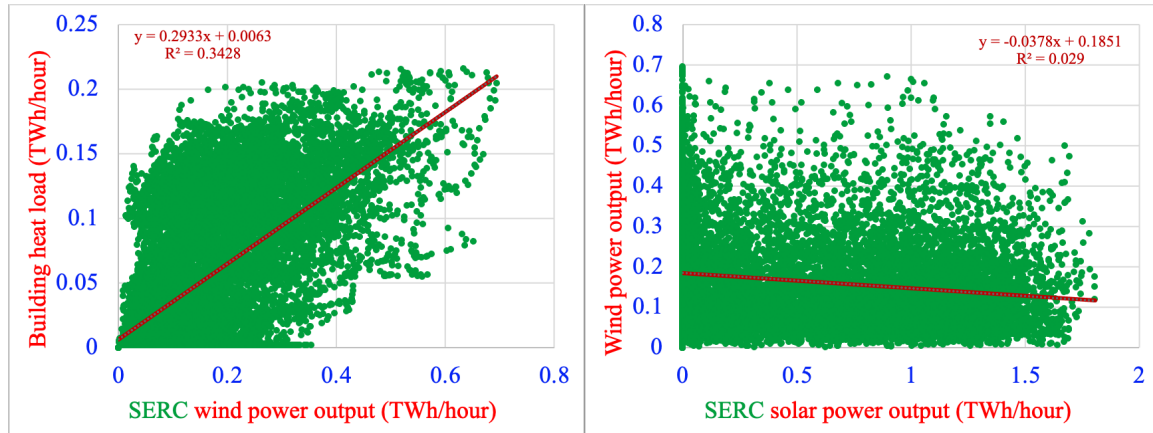 0.25
y = 0.2933x + 0.0063
R² = 0.3428
0.2
0.15
0.1
0.05
0
Building heat load (TWh/hour)
0 0.2 0.4 0.6 0.8
SERC wind power output (TWh/hour)
0.8
y = -0.0378x + 0.1851
R² = 0.029
0.7
0.6
0.5
0.4
0.3
0.2
0.1
0
Wind power output (TWh/hour)
0 0.5 1 1.5 2
SERC solar power output (TWh/hour)